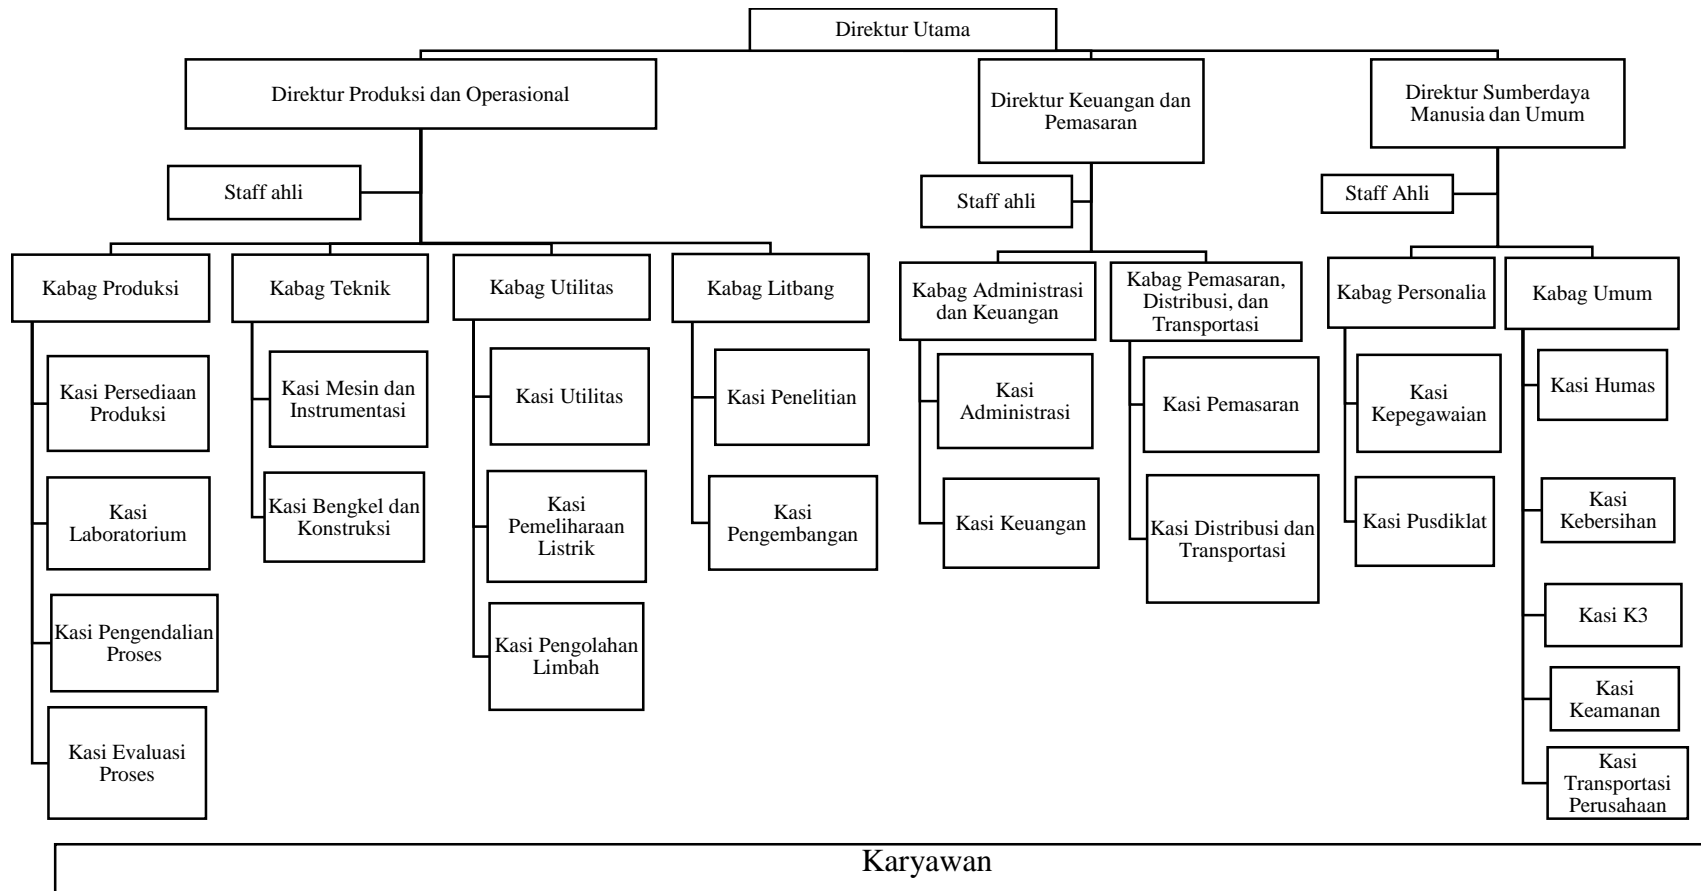 Direktur Utama
Direktur Produksi dan Operasional
Direktur Keuangan dan
Pemasaran
Direktur Sumberdaya
Manusia dan Umum
Staff ahli
Staff ahli
Staff Ahli
Kabag Produksi
Kabag Teknik
Kabag Utilitas
Kabag Litbang
Kabag Administrasi
dan Keuangan
Kabag Pemasaran,
Distribusi, dan
Transportasi
Kabag Personalia
Kabag Umum
Kasi Persediaan
Produksi
Kasi Mesin dan
Instrumentasi
Kasi Utilitas
Kasi Penelitian
Kasi
Administrasi
Kasi Pemasaran
Kasi
Kepegawaian
Kasi Humas
Kasi
Laboratorium
Kasi Bengkel dan
Konstruksi
Kasi
Pemeliharaan
Listrik
Kasi
Pengembangan
Kasi Keuangan
Kasi Distribusi dan
Transportasi
Kasi Pusdiklat
Kasi
Kebersihan
Kasi Pengendalian
Proses
Kasi Pengolahan
Limbah
Kasi K3
Kasi
Keamanan
Kasi Evaluasi
Proses
Kasi
Transportasi
Perusahaan
Karyawan